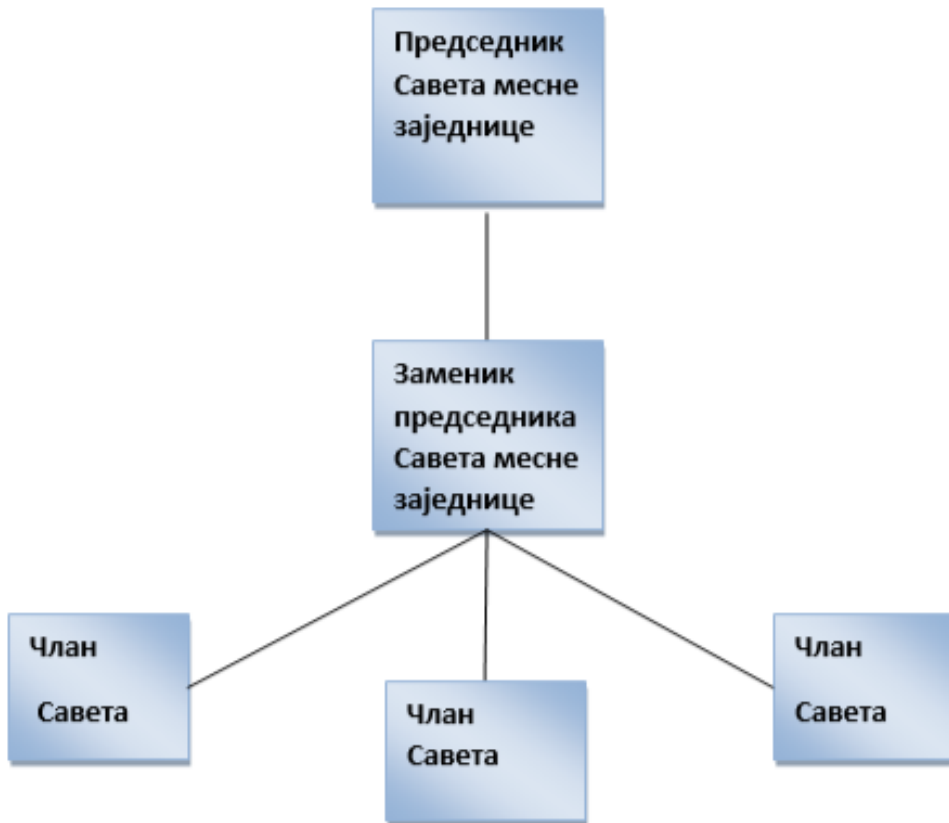 Председник
Савета месне
заједнице
Заменик
председника
Савета месне
заједнице
Члан
Савета
Члан
Савета
Члан
Савета